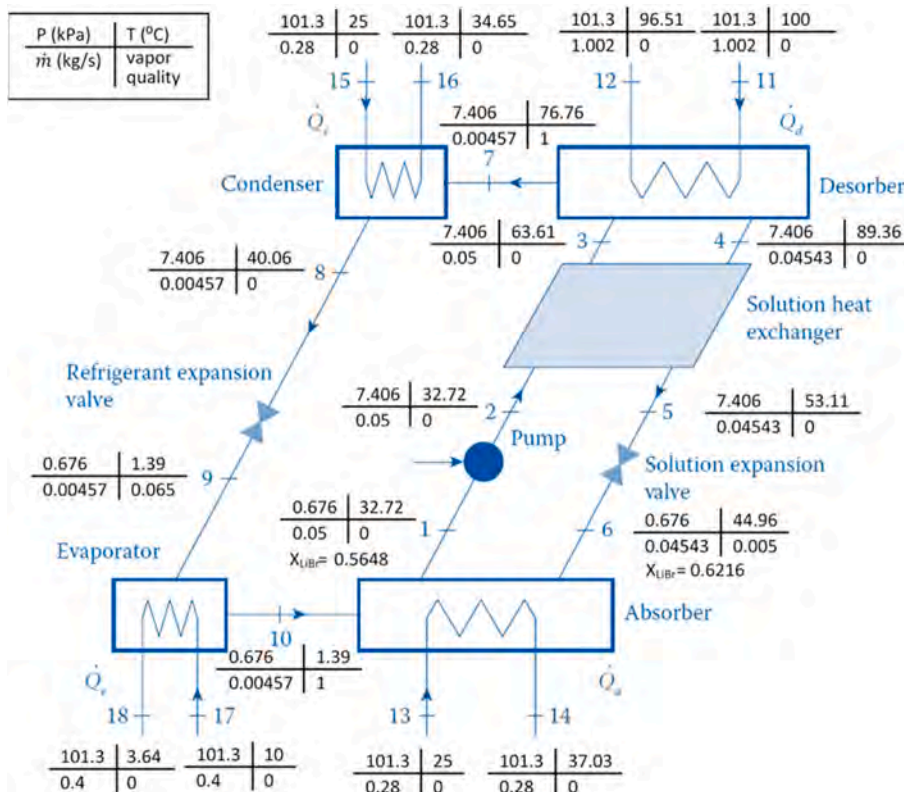 P (kPa) T (⁰C)
ṁ (kg/s) vapor
quality
101.3 25
0.28 0
101.3 34.65
0.28 0
101.3 96.51
1.002 0
101.3 100
1.002 0
15
16
12
11
Q̇c
7.406 76.76
0.00457 1
Q̇d
7
Condenser
Desorber
7.406 63.61
0.05 0
3
4
7.406 89.36
0.04543 0
7.406 40.06
0.00457 0
8
Solution heat
exchanger
Refrigerant expansion
valve
7.406 32.72
0.05 0
2
5
7.406 53.11
0.04543 0
Pump
Solution expansion
valve
0.676 1.39
0.00457 0.065
9
0.676 32.72
0.05 0
XLiBr= 0.5648
1
6
0.676 44.96
0.04543 0.005
XLiBr= 0.6216
Evaporator
Absorber
10
0.676 1.39
0.00457 1
Q̇e
Q̇a
18
17
13
14
101.3 3.64
0.4 0
101.3 10
0.4 0
101.3 25
0.28 0
101.3 37.03
0.28 0